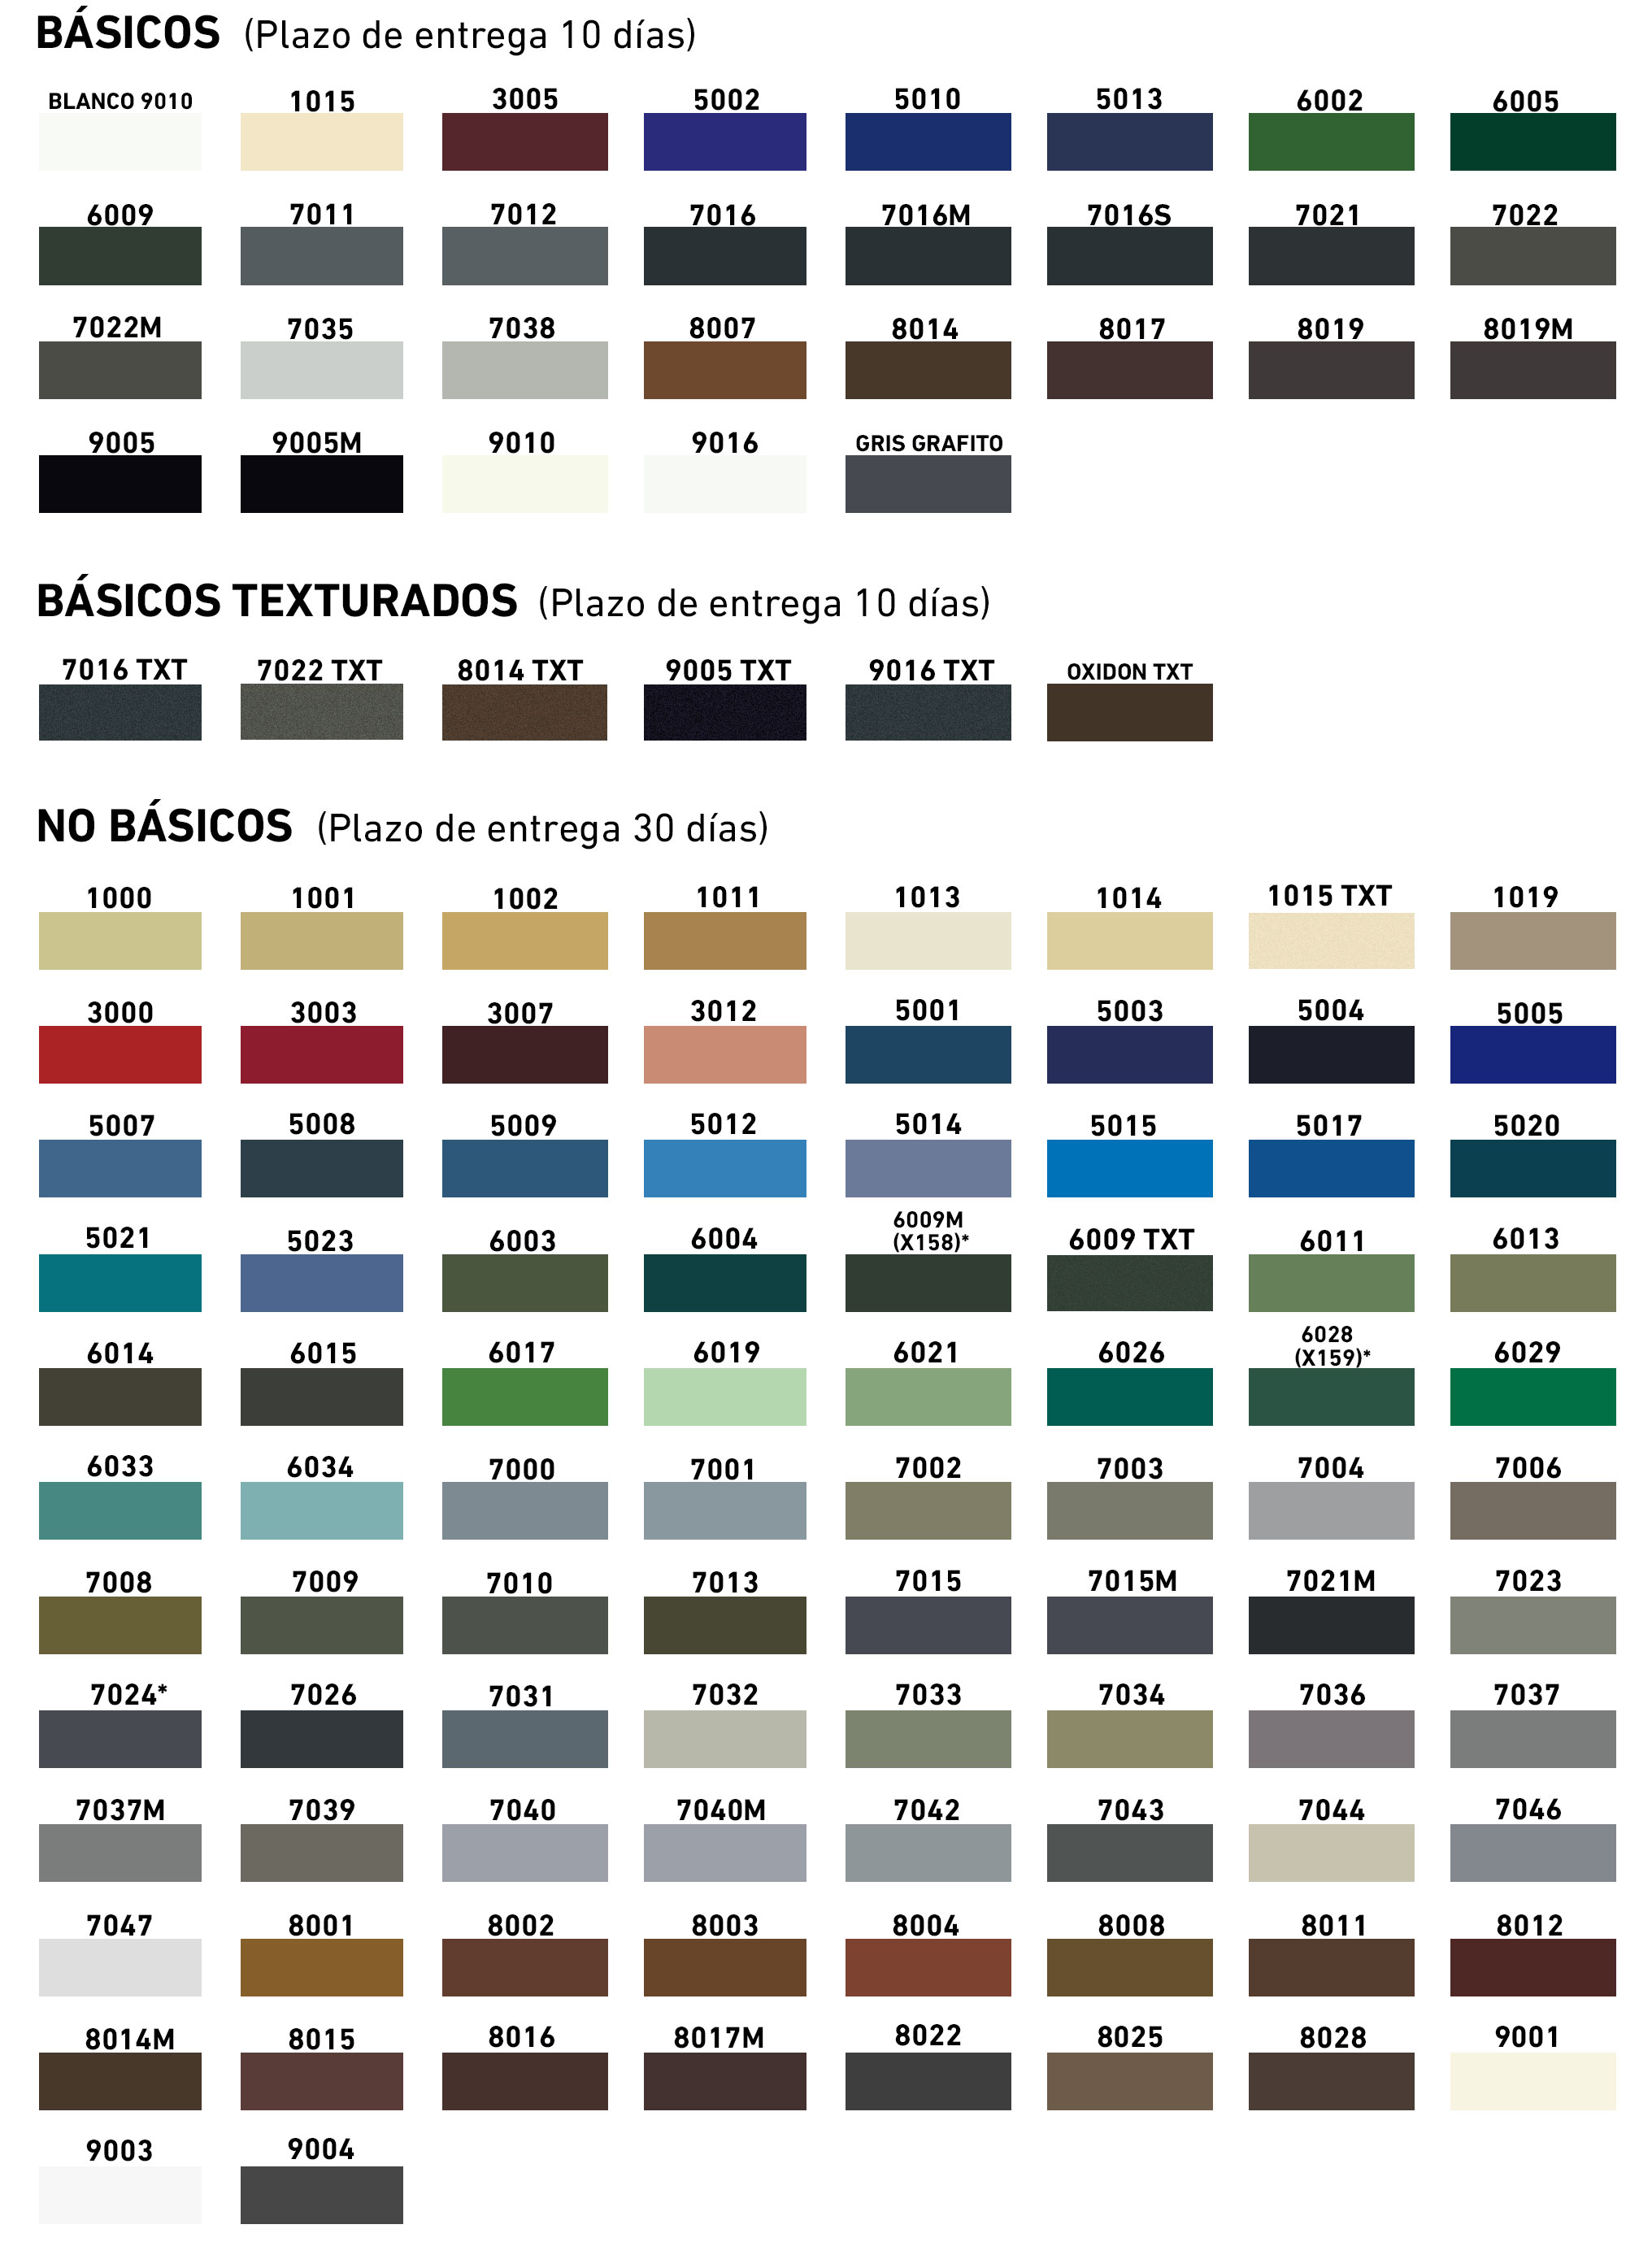 BÁSICOS (Plazo de entrega 10 días)
BLANCO 9010 1015 3005 5002 5010 5013 6002 6005
6009 7011 7012 7016 7016M 7016S 7021 7022
7022M 7035 7038 8007 8014 8017 8019 8019M
9005 9005M 9010 9016 GRIS GRAFITO
BÁSICOS TEXTURADOS (Plazo de entrega 10 días)
7016 TXT 7022 TXT 8014 TXT 9005 TXT 9016 TXT OXIDON TXT
NO BÁSICOS (Plazo de entrega 30 días)
1000 1001 1002 1011 1013 1014 1015 TXT 1019
3000 3003 3007 3012 5001 5003 5004 5005
5007 5008 5009 5012 5014 5015 5017 5020
5021 5023 6003 6004 6009M (X158)* 6009 TXT 6011 6013
6014 6015 6017 6019 6021 6026 6028 (X159)* 6029
6033 6034 7000 7001 7002 7003 7004 7006
7008 7009 7010 7013 7015 7015M 7021M 7023
7024* 7026 7031 7032 7033 7034 7036 7037
7037M 7039 7040 7040M 7042 7043 7044 7046
7047 8001 8002 8003 8004 8008 8011 8012
8014M 8015 8016 8017M 8022 8025 8028 9001
9003 9004